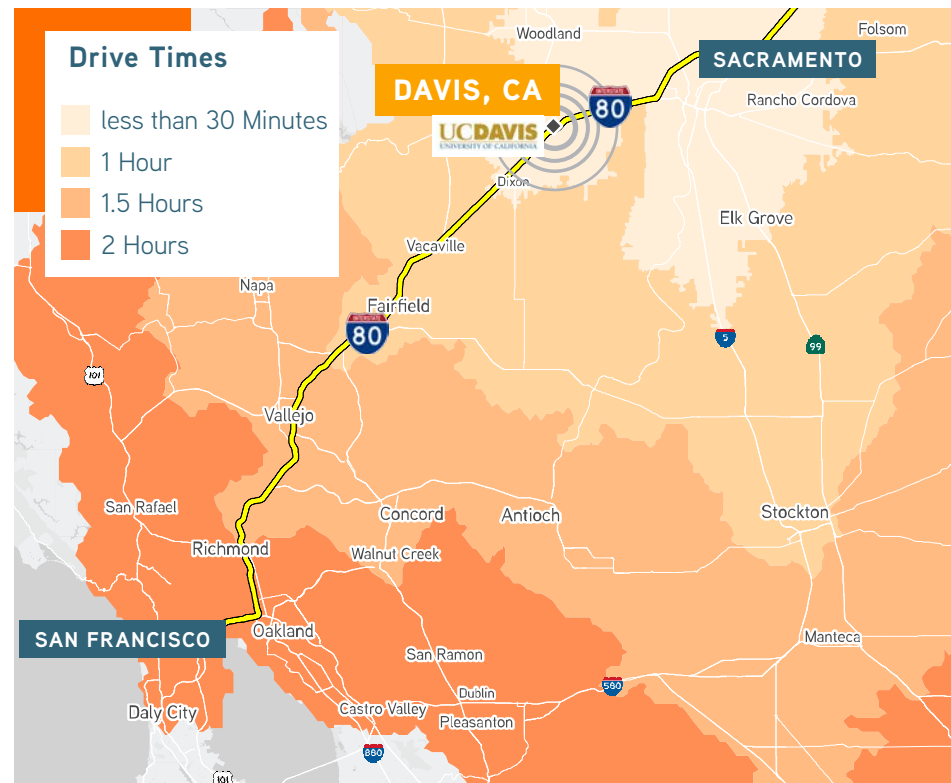 Drive Times
less than 30 Minutes
1 Hour
1.5 Hours
2 Hours
Woodland
Folsom
SACRAMENTO
DAVIS, CA
INTERSTATE
80
Rancho Cordova
UCDAVIS
UNIVERSITY OF CALIFORNIA
Dixon
Elk Grove
Vacaville
Napa
Fairfield
INTERSTATE
80
5
99
101
Vallejo
San Rafael
Concord
Antioch
Stockton
Richmond
Walnut Creek
SAN FRANCISCO
Oakland
Manteca
San Ramon
580
Dublin
Daly City
Castro Valley
Pleasanton
880
101